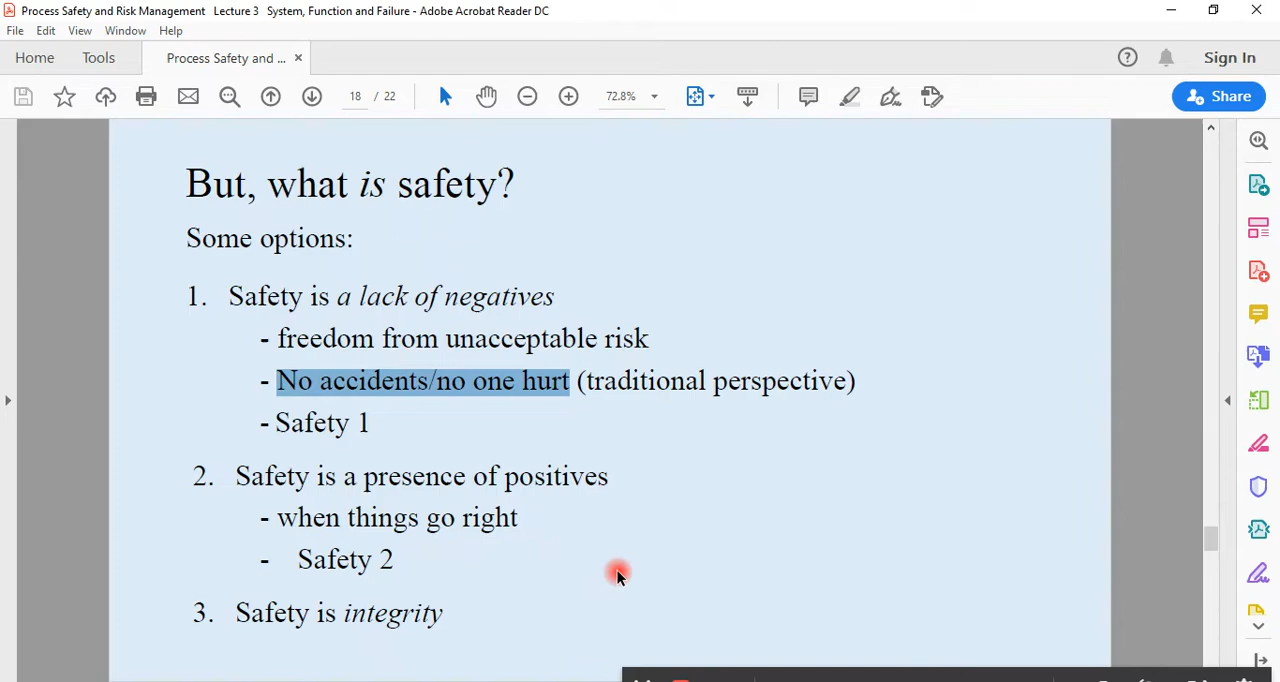 Process Safety and Risk Management   Lecture 3   System, Function and Failure - Adobe Acrobat Reader DC
File   Edit   View   Window   Help
Home   Tools   Process Safety and ...   Sign In
18 / 22   72.8%   Share
But, what is safety?
Some options:
1. Safety is a lack of negatives
- freedom from unacceptable risk
- No accidents/no one hurt (traditional perspective)
- Safety 1
2. Safety is a presence of positives
- when things go right
- Safety 2
3. Safety is integrity